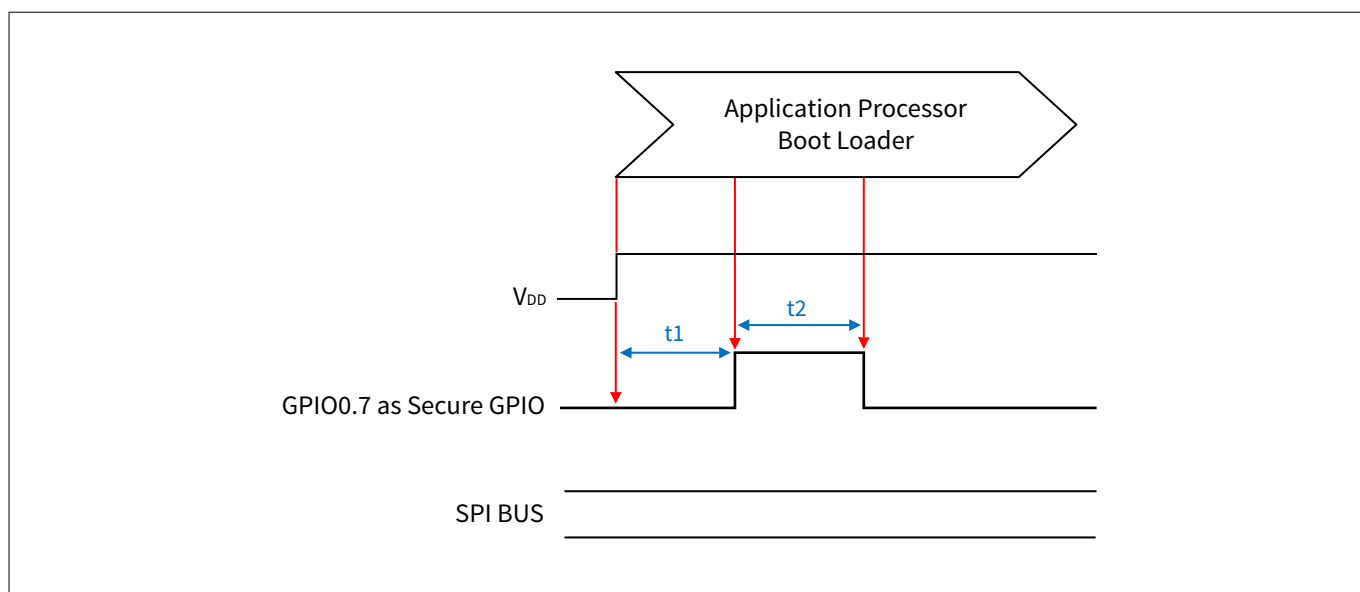 Application Processor
Boot Loader
VDD
t2
t1
GPIO0.7 as Secure GPIO
SPI BUS